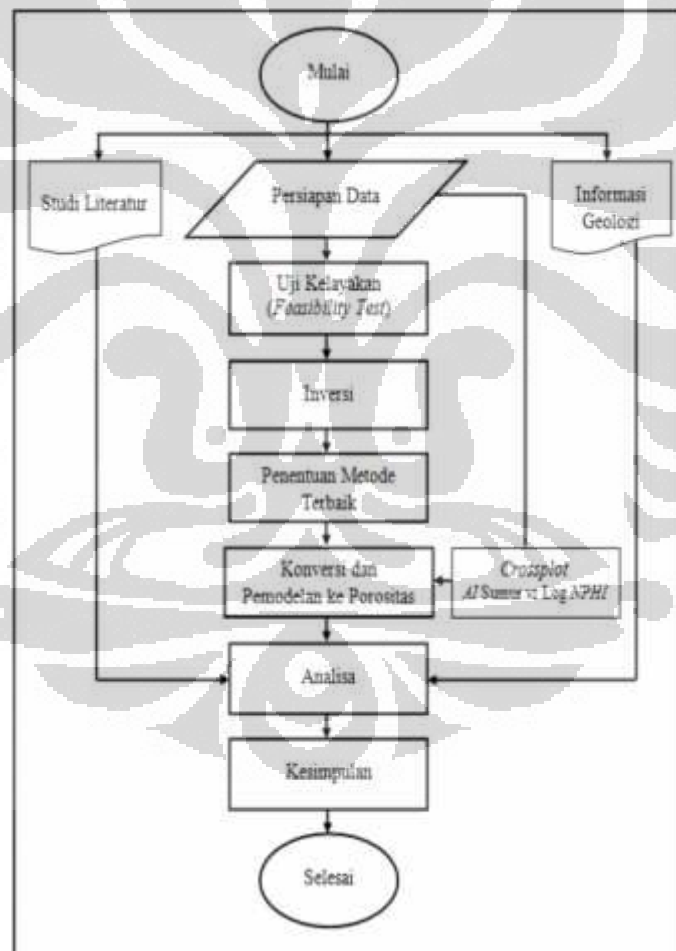 Mulai
Studi Literatur
Persiapan Data
Informasi
Geologi
Uji Kelayakan
(Feasibility Test)
Inversi
Penentuan Metode
Terbaik
Konversi dan
Pemodelan ke Porositas
Crossplot
AI Sumur vs Log NPHI
Analisa
Kesimpulan
Selesai